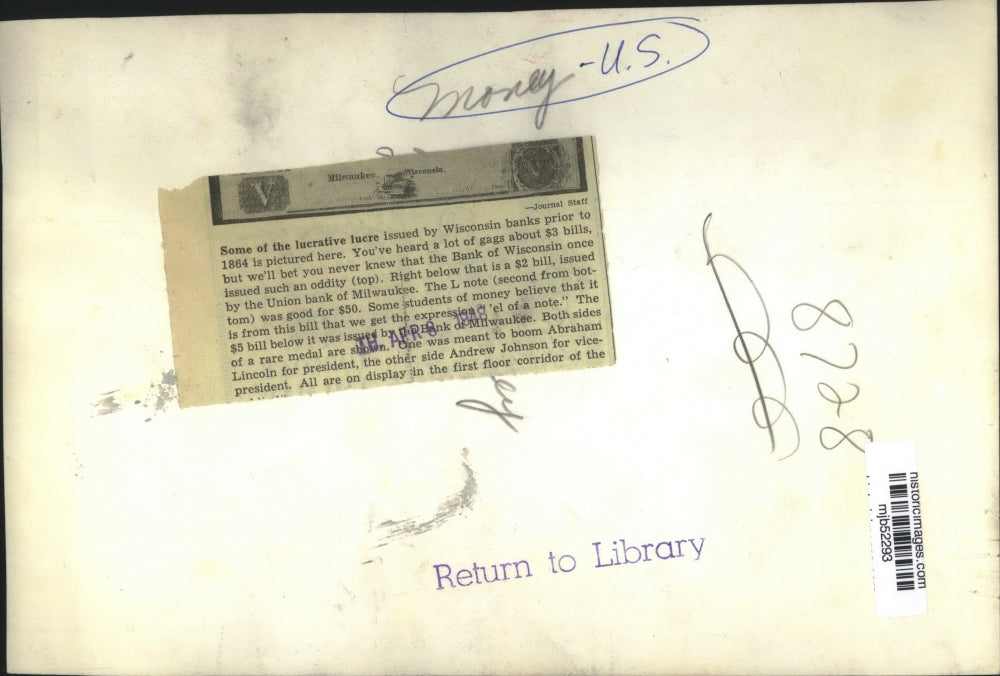 money - U.S.
V
Milwaukee, Wisconsin,
—Journal Staff
Some of the lucrative lucre issued by Wisconsin banks prior to
1864 is pictured here. You've heard a lot of gags about $3 bills,
but we'll bet you never knew that the Bank of Wisconsin once
issued such an oddity (top). Right below that is a $2 bill, issued
by the Union bank of Milwaukee. The L note (second from bot-
tom) was good for $50. Some students of money believe that it
is from this bill that we get the expression 'el of a note." The
$5 bill below it was issued by Bank of Milwaukee. Both sides
of a rare medal are shown. One was meant to boom Abraham
Lincoln for president, the other side Andrew Johnson for vice-
president. All are on display in the first floor corridor of the
APR 8 1948
8728
Return to Library
historicimages.com
mjb52293